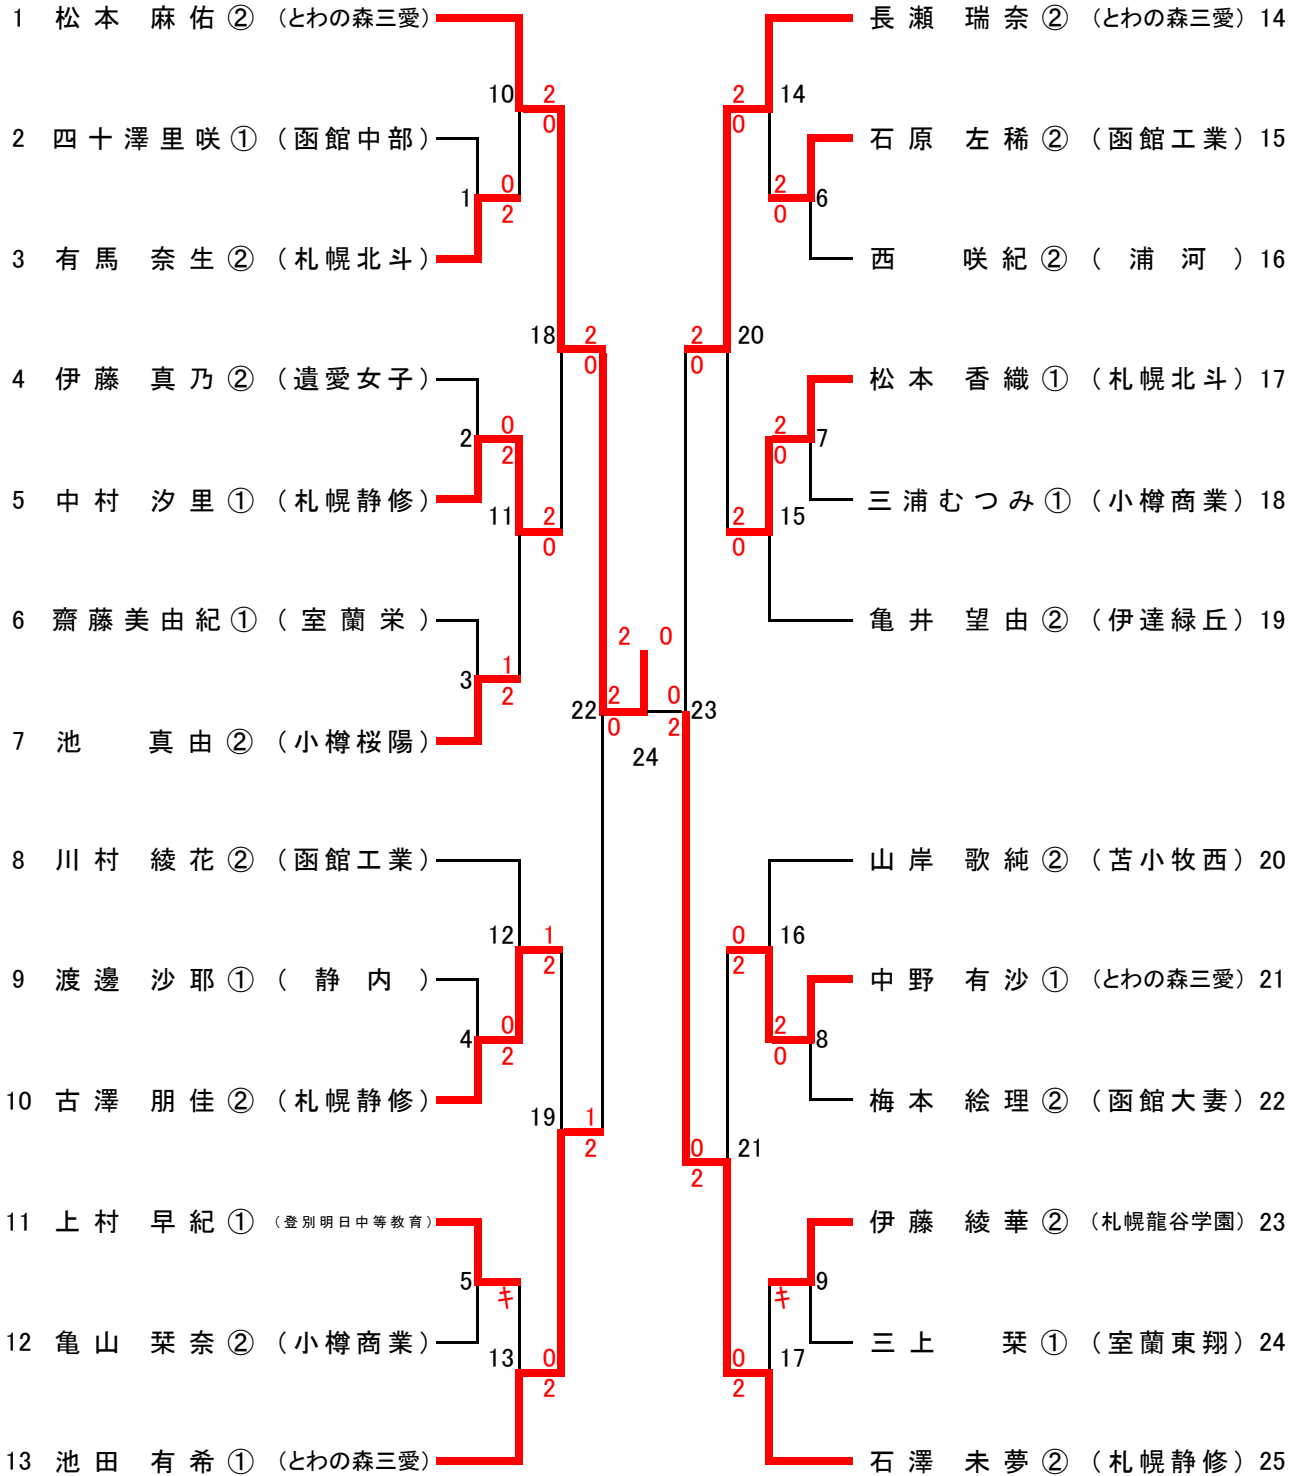 1 松本 麻佑 ② (とわの森三愛)
10 2
0
2 四十澤里咲 ① (函館中部)
1 0
2
3 有馬 奈生 ② (札幌北斗)
18 2
0
4 伊藤 真乃 ② (遺愛女子)
2 0
2
5 中村 汐里 ① (札幌静修)
11 2
0
6 齋藤美由紀 ① (室蘭栄)
3 1
2
7 池 真由 ② (小樽桜陽)
22 2
0
8 川村 綾花 ② (函館工業)
12 1
2
9 渡邊 沙耶 ① (静内)
4 0
2
10 古澤 朋佳 ② (札幌静修)
19 1
2
11 上村 早紀 ① (登別明日中等教育)
5 キ
12 亀山 栞奈 ② (小樽商業)
13 0
2
13 池田 有希 ① (とわの森三愛)
2 0
24
長瀬 瑞奈 ② (とわの森三愛) 14
2 14
0
石原 左稀 ② (函館工業) 15
2 6
0
西 咲紀 ② (浦河) 16
2 20
0
松本 香織 ① (札幌北斗) 17
2 7
0
三浦むつみ ① (小樽商業) 18
2 15
0
亀井 望由 ② (伊達緑丘) 19
0 23
2
山岸 歌純 ② (苫小牧西) 20
0 16
2
中野 有沙 ① (とわの森三愛) 21
2 8
0
梅本 絵理 ② (函館大妻) 22
0 21
2
伊藤 綾華 ② (札幌龍谷学園) 23
キ 9
三上 栞 ① (室蘭東翔) 24
0 17
2
石澤 未夢 ② (札幌静修) 25